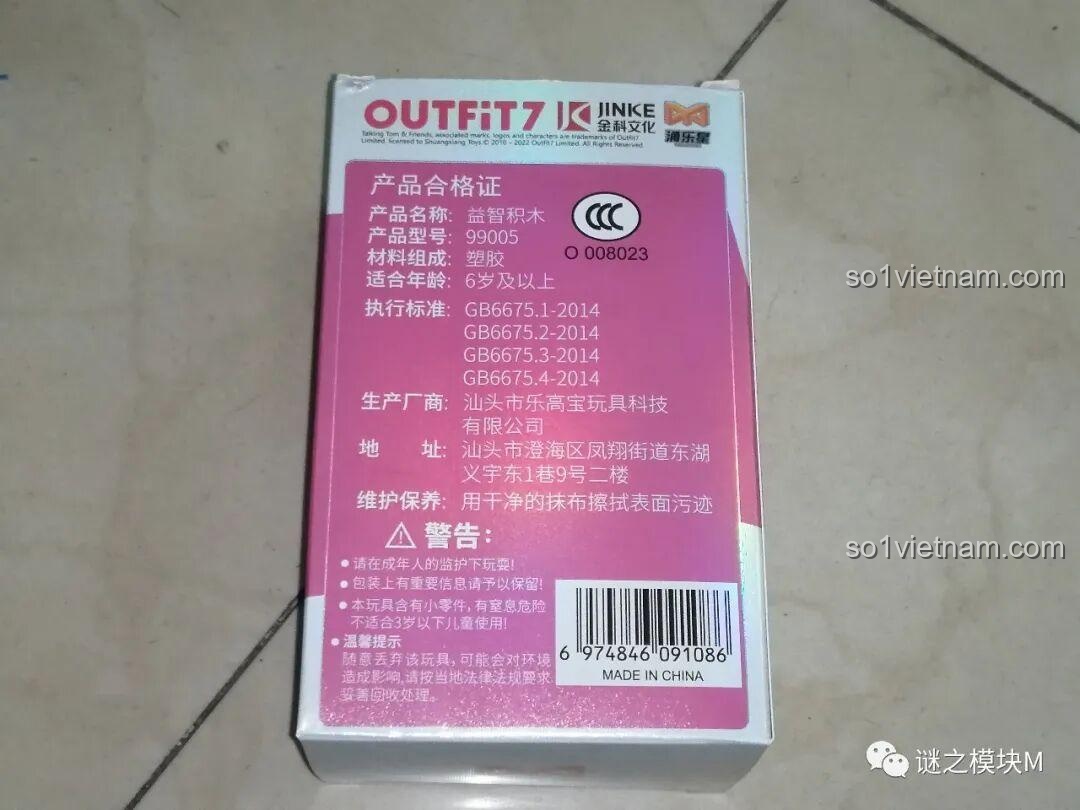 OUTFiT7 JINKE
金科文化 涌乐星
Talking Tom & Friends, associated marks, logos and characters are trademarks of Outfit7
Limited. licensed to Shuangxiang Toys.© 2010 - 2022 Outfit7 Limited. All Rights Reserved.
产品合格证
产品名称: 益智积木
产品型号: 99005
材料组成: 塑胶
适合年龄: 6岁及以上
CCC
O 008023
执行标准: GB6675.1-2014
GB6675.2-2014
GB6675.3-2014
GB6675.4-2014
生产厂商: 汕头市乐高宝玩具科技
有限公司
地 址: 汕头市澄海区凤翔街道东湖
义宇东1巷9号二楼
维护保养: 用干净的抹布擦拭表面污迹
警告:
请在成年人的监护下玩耍!
包装上有重要信息请予以保留!
本玩具含有小零件, 有窒息危险
不适合3岁以下儿童使用!
温馨提示
随意丢弃该玩具, 可能会对环境
造成影响, 请按当地法律法规要求
妥善回收处理。
6 974846 091086
MADE IN CHINA
so1vietnam.com
so1vietnam.com
谜之模块M